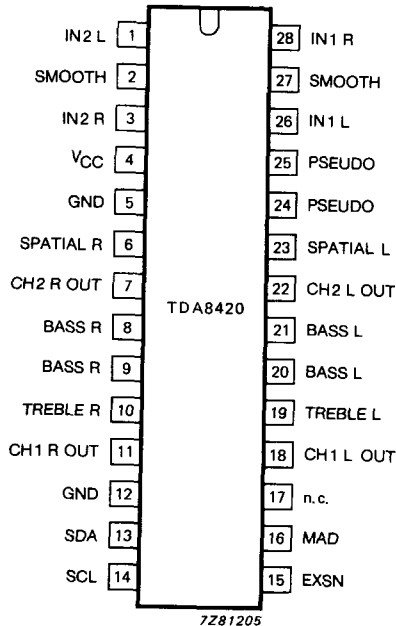 IN2 L 1
28 IN1 R
SMOOTH 2
27 SMOOTH
IN2 R 3
26 IN1 L
VCC 4
25 PSEUDO
GND 5
24 PSEUDO
SPATIAL R 6
23 SPATIAL L
CH2 R OUT 7
22 CH2 L OUT
TDA8420
BASS R 8
21 BASS L
BASS R 9
20 BASS L
TREBLE R 10
19 TREBLE L
CH1 R OUT 11
18 CH1 L OUT
GND 12
17 n.c.
SDA 13
16 MAD
SCL 14
15 EXSN
7Z81205